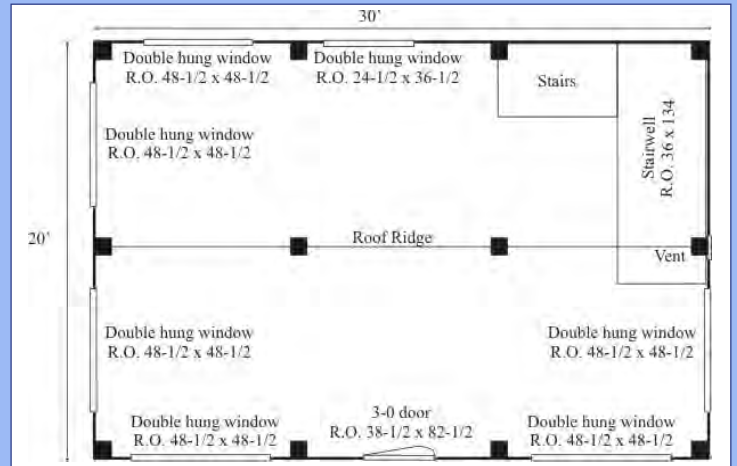 30'
Double hung window
R.O. 48-1/2 x 48-1/2
Double hung window
R.O. 24-1/2 x 36-1/2
Stairs
Stairwell
R.O. 36 x 134
Double hung window
R.O. 48-1/2 x 48-1/2
20'
Roof Ridge
Vent
Double hung window
R.O. 48-1/2 x 48-1/2
Double hung window
R.O. 48-1/2 x 48-1/2
Double hung window
R.O. 48-1/2 x 48-1/2
3-0 door
R.O. 38-1/2 x 82-1/2
Double hung window
R.O. 48-1/2 x 48-1/2